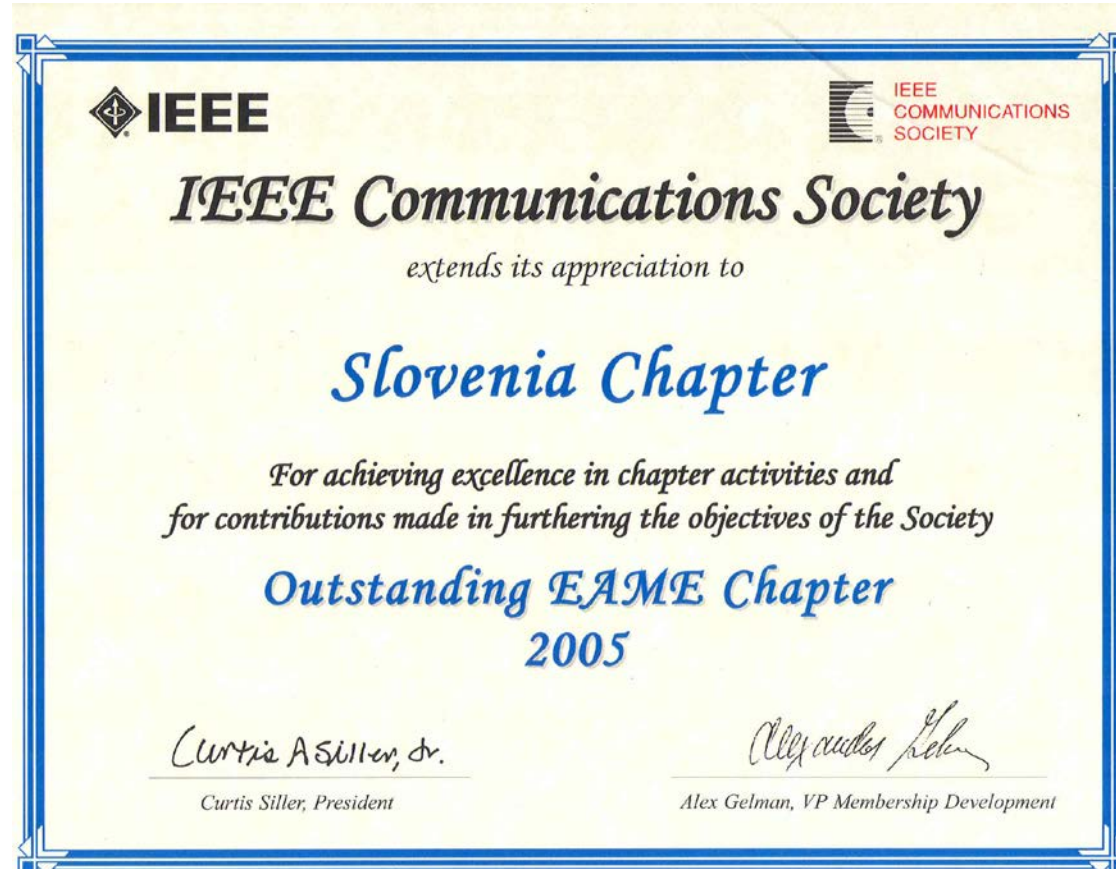 IEEE
IEEE
COMMUNICATIONS
SOCIETY
IEEE Communications Society
extends its appreciation to
Slovenia Chapter
For achieving excellence in chapter activities and
for contributions made in furthering the objectives of the Society
Outstanding EAME Chapter
2005
Curtis A Siller, Jr.
Alexander Gelman
Curtis Siller, President
Alex Gelman, VP Membership Development